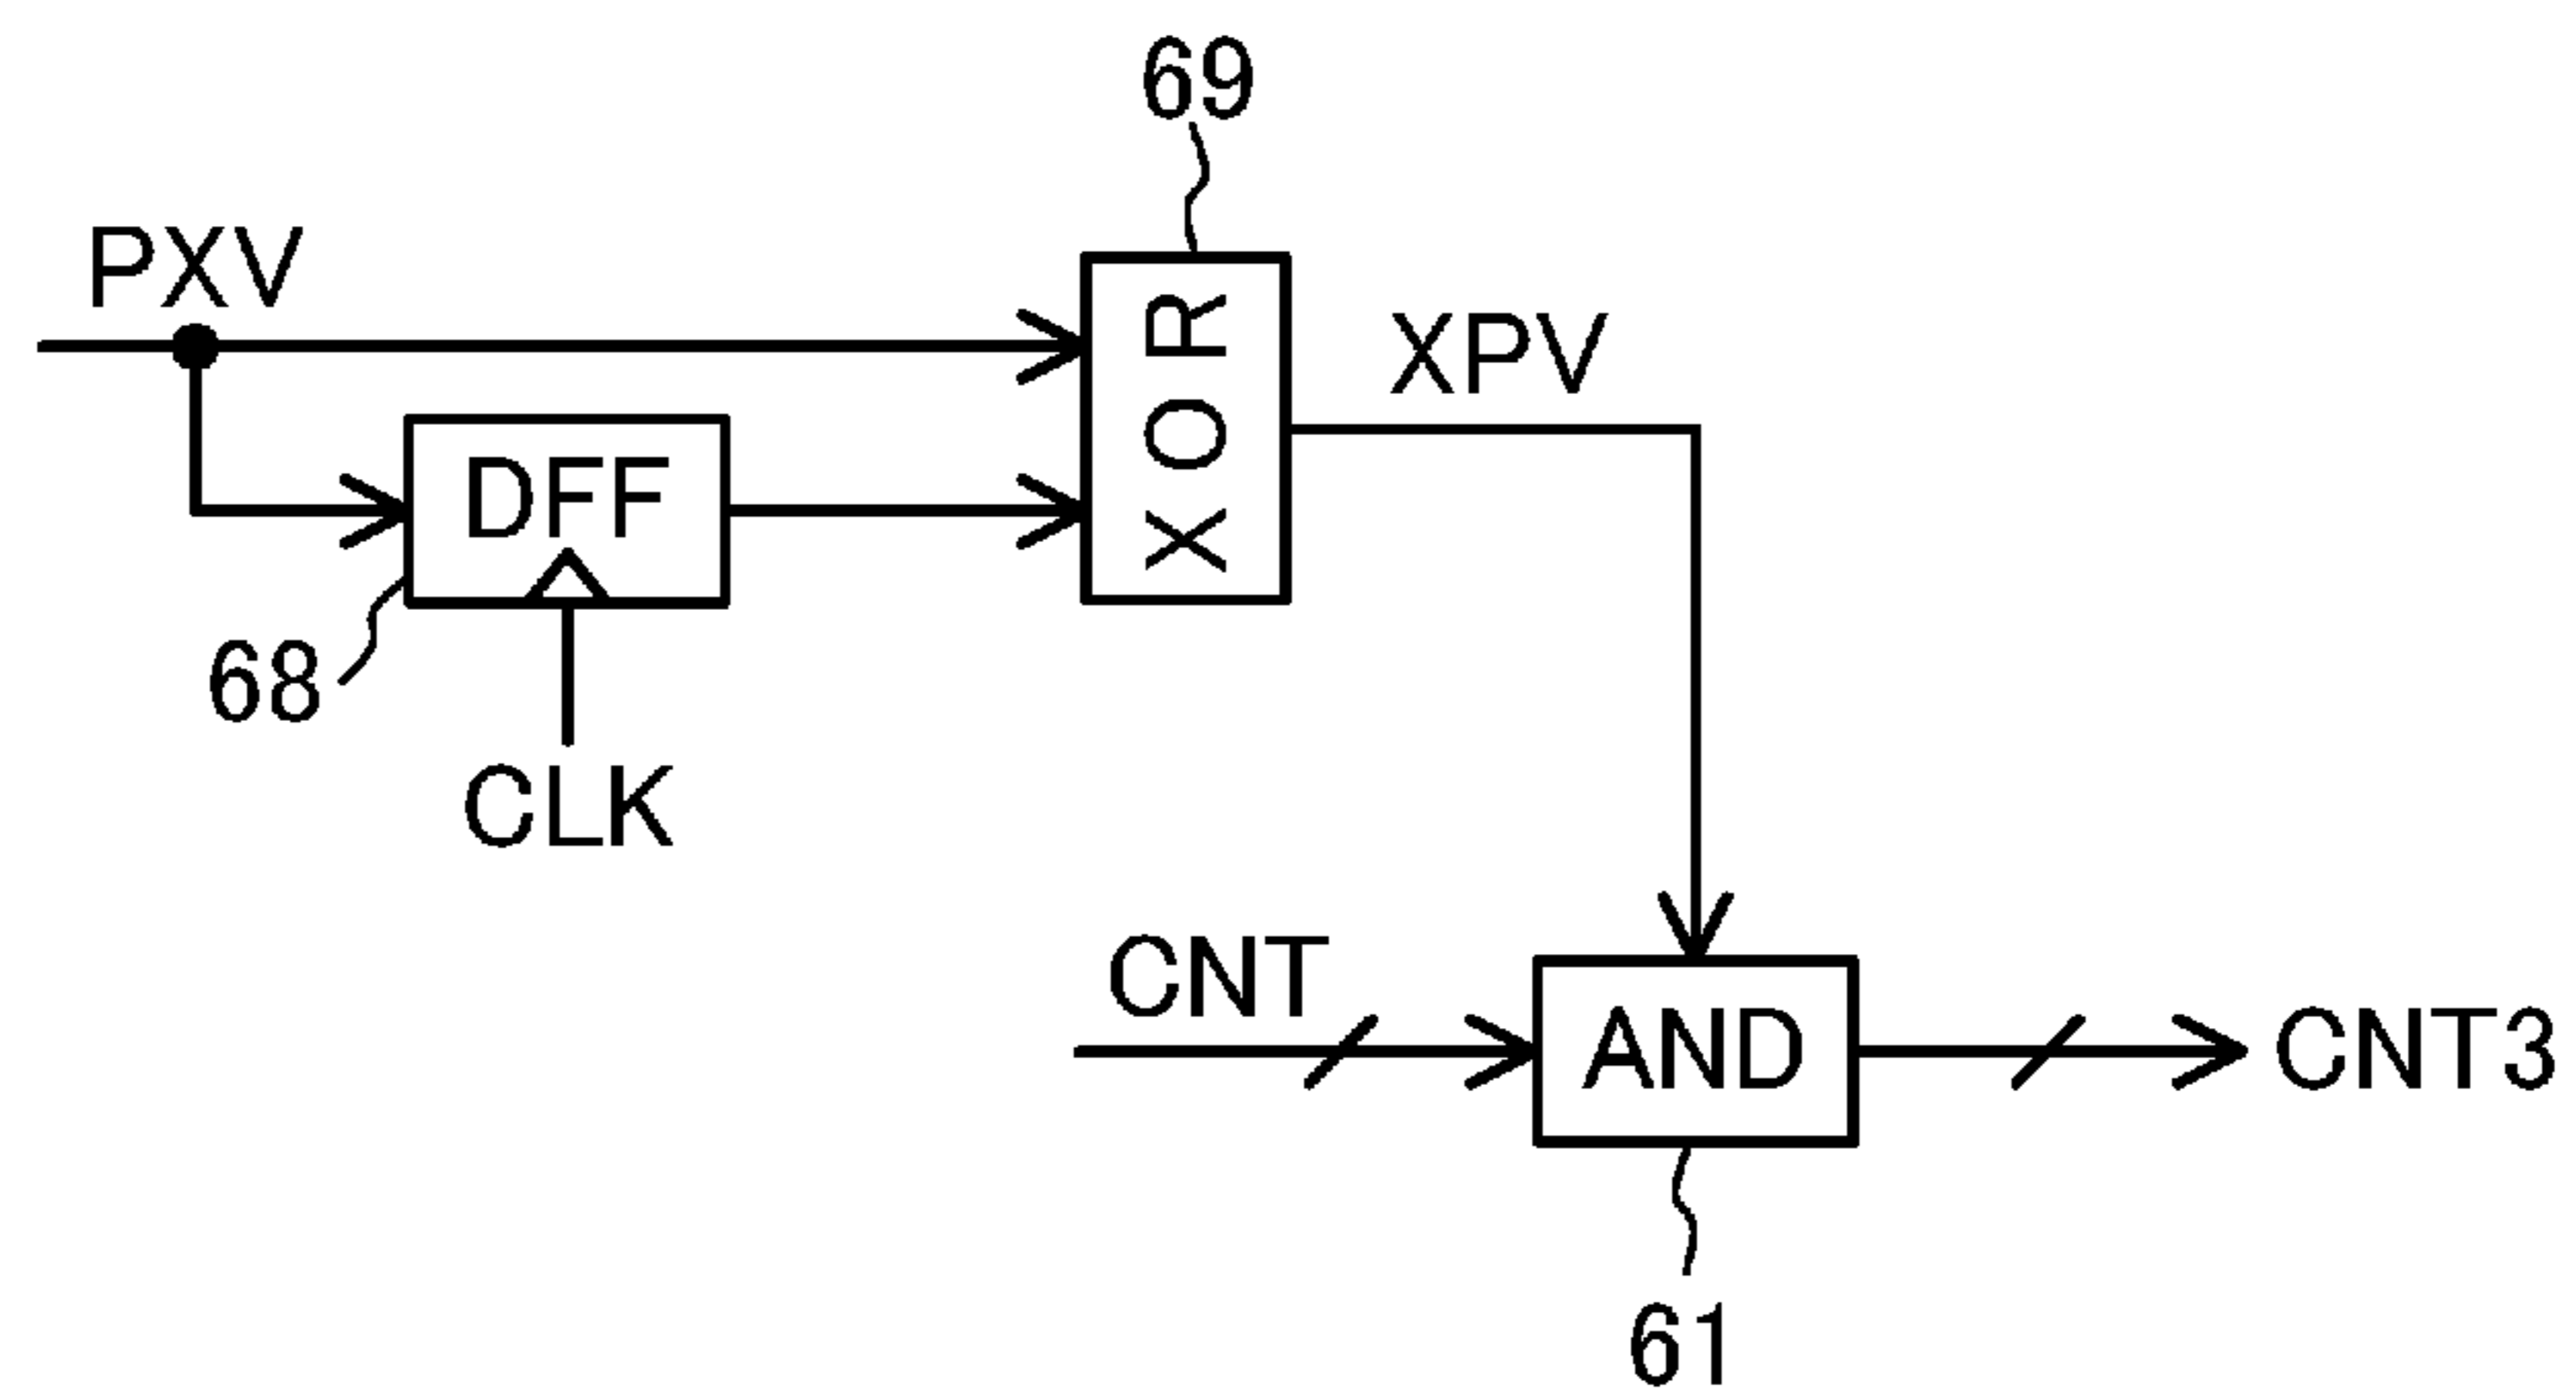 69
PXV
XOR
XPV
DFF
68
CLK
CNT
AND
CNT3
61